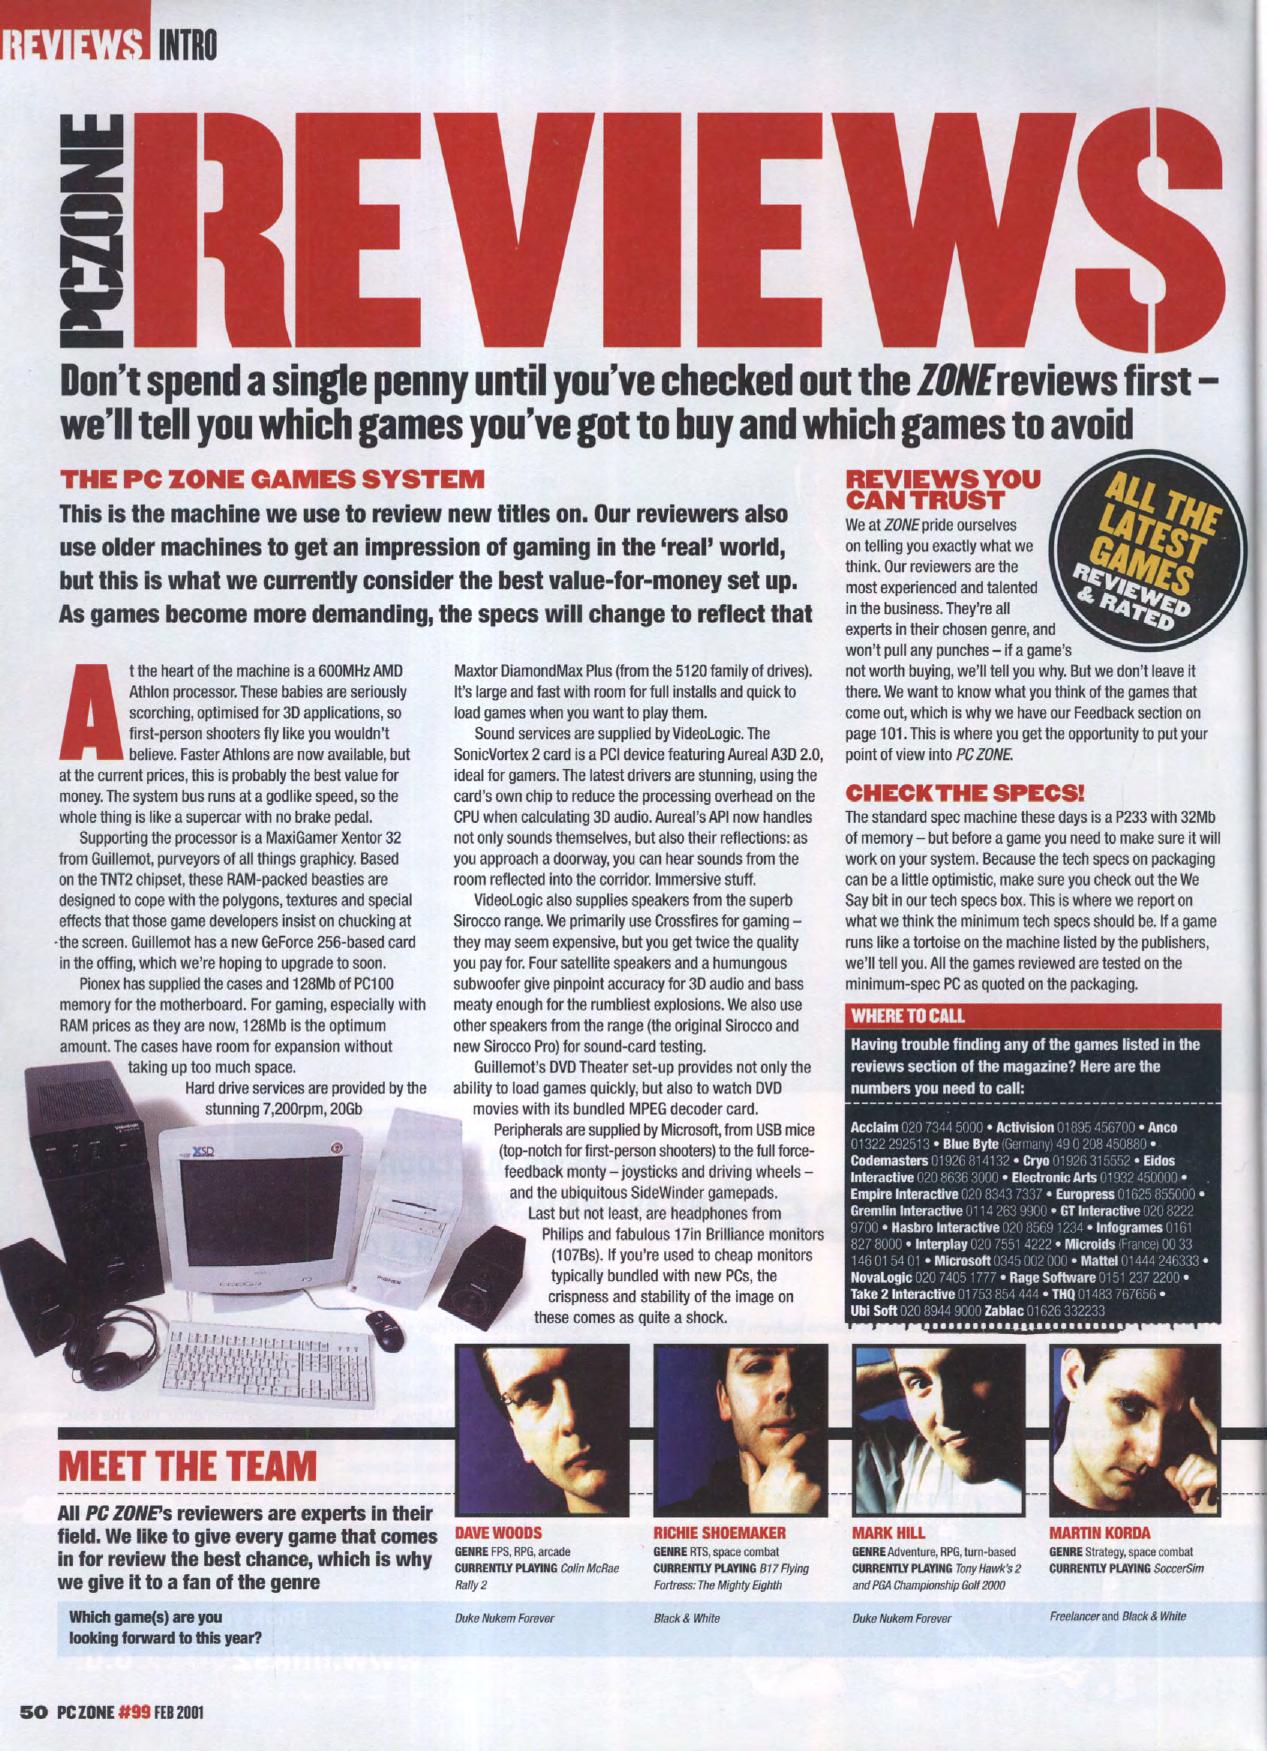 REVIEWS INTRO
PCZONE
REVIEWS
Don't spend a single penny until you've checked out the ZONE reviews first –
we'll tell you which games you've got to buy and which games to avoid
THE PC ZONE GAMES SYSTEM
This is the machine we use to review new titles on. Our reviewers also
use older machines to get an impression of gaming in the 'real' world,
but this is what we currently consider the best value-for-money set up.
As games become more demanding, the specs will change to reflect that
At the heart of the machine is a 600MHz AMD
Athlon processor. These babies are seriously
scorching, optimised for 3D applications, so
first-person shooters fly like you wouldn't
believe. Faster Athlons are now available, but
at the current prices, this is probably the best value for
money. The system bus runs at a godlike speed, so the
whole thing is like a supercar with no brake pedal.
Supporting the processor is a MaxiGamer Xentor 32
from Guillemot, purveyors of all things graphicy. Based
on the TNT2 chipset, these RAM-packed beasties are
designed to cope with the polygons, textures and special
effects that those game developers insist on chucking at
the screen. Guillemot has a new GeForce 256-based card
in the offing, which we're hoping to upgrade to soon.
Pionex has supplied the cases and 128Mb of PC100
memory for the motherboard. For gaming, especially with
RAM prices as they are now, 128Mb is the optimum
amount. The cases have room for expansion without
taking up too much space.
Hard drive services are provided by the
stunning 7,200rpm, 20Gb
Maxtor DiamondMax Plus (from the 5120 family of drives).
It's large and fast with room for full installs and quick to
load games when you want to play them.
Sound services are supplied by VideoLogic. The
SonicVortex 2 card is a PCI device featuring Aureal A3D 2.0,
ideal for gamers. The latest drivers are stunning, using the
card's own chip to reduce the processing overhead on the
CPU when calculating 3D audio. Aureal's API now handles
not only sounds themselves, but also their reflections: as
you approach a doorway, you can hear sounds from the
room reflected into the corridor. Immersive stuff.
VideoLogic also supplies speakers from the superb
Sirocco range. We primarily use Crossfires for gaming –
they may seem expensive, but you get twice the quality
you pay for. Four satellite speakers and a humungous
subwoofer give pinpoint accuracy for 3D audio and bass
meaty enough for the rumbliest explosions. We also use
other speakers from the range (the original Sirocco and
new Sirocco Pro) for sound-card testing.
Guillemot's DVD Theater set-up provides not only the
ability to load games quickly, but also to watch DVD
movies with its bundled MPEG decoder card.
Peripherals are supplied by Microsoft, from USB mice
(top-notch for first-person shooters) to the full force-
feedback monty – joysticks and driving wheels –
and the ubiquitous SideWinder gamepads.
Last but not least, are headphones from
Philips and fabulous 17in Brilliance monitors
(107Bs). If you're used to cheap monitors
typically bundled with new PCs, the
crispness and stability of the image on
these comes as quite a shock.
REVIEWS YOU
CAN TRUST
We at ZONE pride ourselves
on telling you exactly what we
think. Our reviewers are the
most experienced and talented
in the business. They're all
experts in their chosen genre, and
won't pull any punches – if a game's
not worth buying, we'll tell you why. But we don't leave it
there. We want to know what you think of the games that
come out, which is why we have our Feedback section on
page 101. This is where you get the opportunity to put your
point of view into PC ZONE.
ALL THE
LATEST
GAMES
REVIEWED
& RATED
CHECK THE SPECS!
The standard spec machine these days is a P233 with 32Mb
of memory – but before a game you need to make sure it will
work on your system. Because the tech specs on packaging
can be a little optimistic, make sure you check out the We
Say bit in our tech specs box. This is where we report on
what we think the minimum tech specs should be. If a game
runs like a tortoise on the machine listed by the publishers,
we'll tell you. All the games reviewed are tested on the
minimum-spec PC as quoted on the packaging.
WHERE TO CALL
Having trouble finding any of the games listed in the
reviews section of the magazine? Here are the
numbers you need to call:
Acclaim 020 7344 5000 • Activision 01895 456700 • Anco
01322 292513 • Blue Byte (Germany) 49 0 208 450880 •
Codemasters 01926 814132 • Cryo 01926 315552 • Eidos
Interactive 020 8636 3000 • Electronic Arts 01932 450000 •
Empire Interactive 020 8343 7337 • Europress 01625 855000 •
Gremlin Interactive 0114 263 9900 • GT Interactive 020 8222
9700 • Hasbro Interactive 020 8569 1234 • Infogrames 0161
827 8000 • Interplay 020 7551 4222 • Microids (France) 00 33
146 01 54 01 • Microsoft 0345 002 000 • Mattel 01444 246333 •
NovaLogic 020 7405 1777 • Rage Software 0151 237 2200 •
Take 2 Interactive 01753 854 444 • THQ 01483 767656 •
Ubi Soft 020 8944 9000 Zablac 01626 332233
XSD
PIONEX
MEET THE TEAM
All PC ZONE's reviewers are experts in their
field. We like to give every game that comes
in for review the best chance, which is why
we give it to a fan of the genre
Which game(s) are you
looking forward to this year?
DAVE WOODS
GENRE FPS, RPG, arcade
CURRENTLY PLAYING Colin McRae
Rally 2
Duke Nukem Forever
RICHIE SHOEMAKER
GENRE RTS, space combat
CURRENTLY PLAYING B17 Flying
Fortress: The Mighty Eighth
Black & White
MARK HILL
GENRE Adventure, RPG, turn-based
CURRENTLY PLAYING Tony Hawk's 2
and PGA Championship Golf 2000
Duke Nukem Forever
MARTIN KORDA
GENRE Strategy, space combat
CURRENTLY PLAYING SoccerSim
Freelancer and Black & White
50 PCZONE #99 FEB 2001